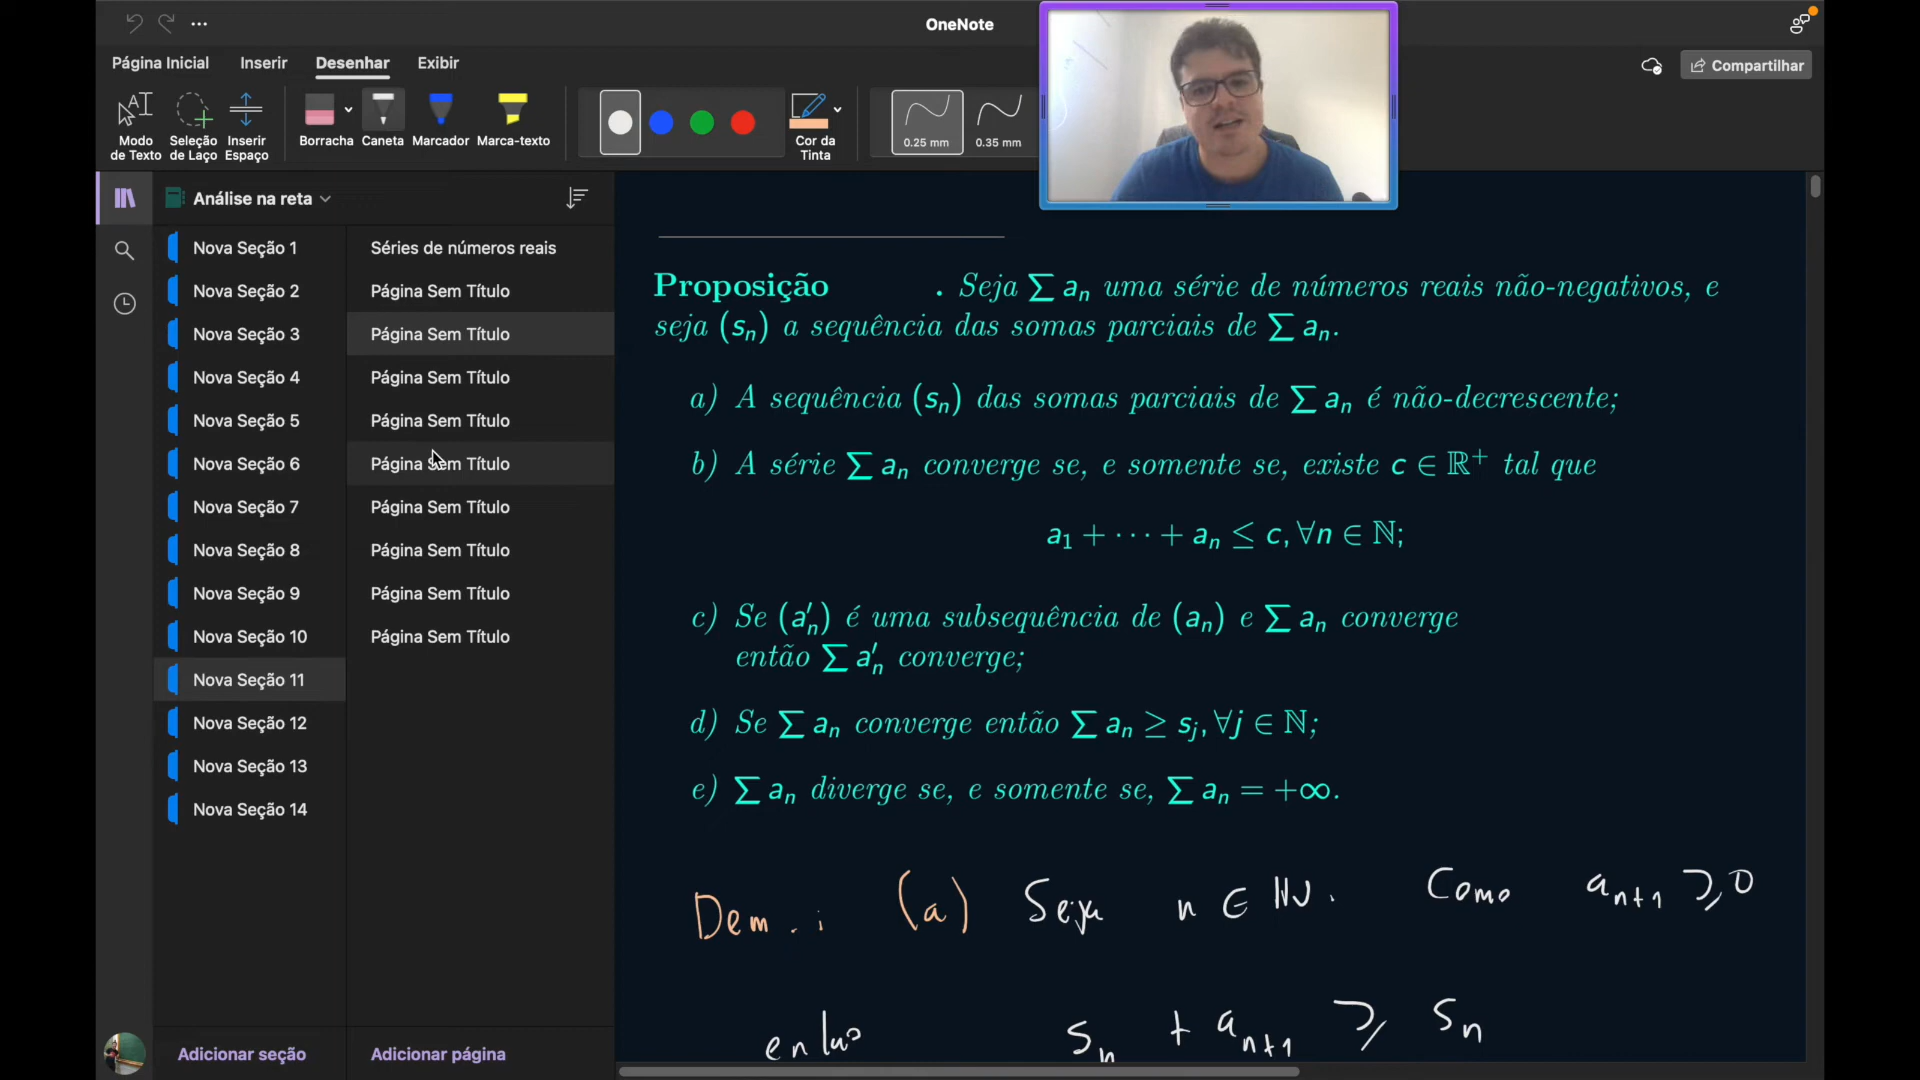 OneNote
Página Inicial Inserir Desenhar Exibir
Compartilhar
Modo de Texto
Seleção de Laço
Inserir Espaço
Borracha
Caneta
Marcador
Marca-texto
Cor da Tinta
0.25 mm
0.35 mm
Análise na reta
Nova Seção 1
Nova Seção 2
Nova Seção 3
Nova Seção 4
Nova Seção 5
Nova Seção 6
Nova Seção 7
Nova Seção 8
Nova Seção 9
Nova Seção 10
Nova Seção 11
Nova Seção 12
Nova Seção 13
Nova Seção 14
Adicionar seção
Séries de números reais
Página Sem Título
Página Sem Título
Página Sem Título
Página Sem Título
Página Sem Título
Página Sem Título
Página Sem Título
Página Sem Título
Página Sem Título
Adicionar página
Proposição . Seja ∑ aₙ uma série de números reais não-negativos, e
seja (sₙ) a sequência das somas parciais de ∑ aₙ.
a) A sequência (sₙ) das somas parciais de ∑ aₙ é não-decrescente;
b) A série ∑ aₙ converge se, e somente se, existe c ∈ ℝ⁺ tal que
a₁ + · · · + aₙ ≤ c, ∀n ∈ ℕ;
c) Se (a′ₙ) é uma subsequência de (aₙ) e ∑ aₙ converge
então ∑ a′ₙ converge;
d) Se ∑ aₙ converge então ∑ aₙ ≥ sⱼ, ∀j ∈ ℕ;
e) ∑ aₙ diverge se, e somente se, ∑ aₙ = +∞.
Dem.: (a) Seja n ∈ ℕ. Como aₙ₊₁ ≥ 0
então sₙ + aₙ₊₁ ≥ sₙ